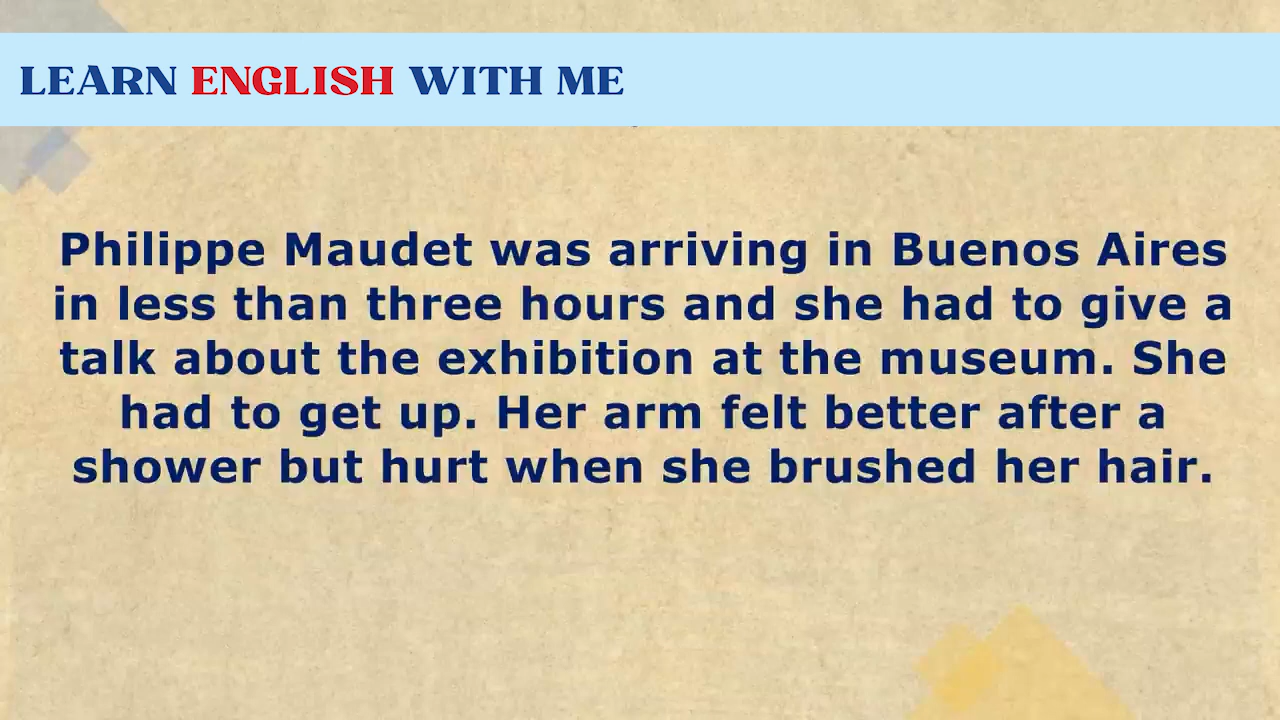 LEARN ENGLISH WITH ME
Philippe Maudet was arriving in Buenos Aires
in less than three hours and she had to give a
talk about the exhibition at the museum. She
had to get up. Her arm felt better after a
shower but hurt when she brushed her hair.